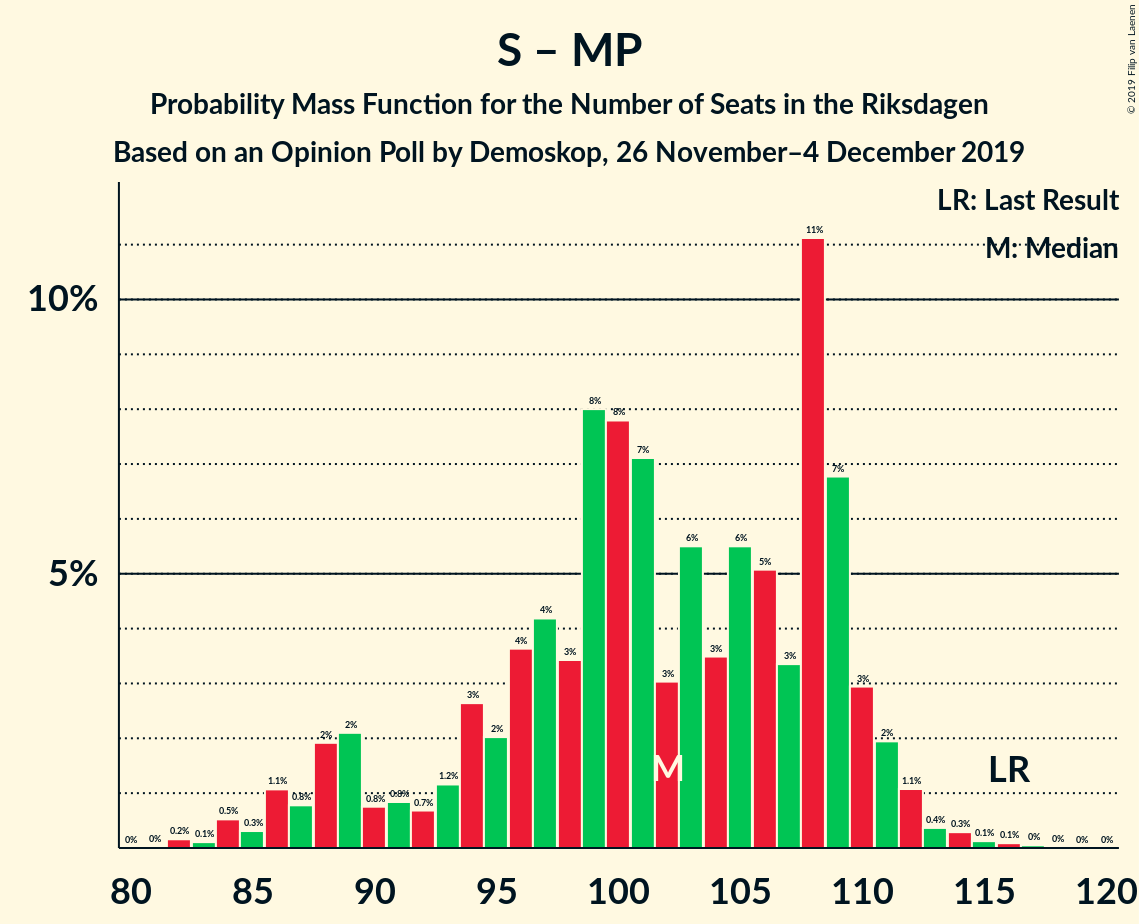 © 2019 Filip van Laenen
S – MP
Probability Mass Function for the Number of Seats in the Riksdagen
Based on an Opinion Poll by Demoskop, 26 November–4 December 2019
LR: Last Result
M: Median
10%
5%
0% 0% 0.2% 0.1% 0.5% 0.3% 1.1% 0.8% 2% 2% 0.8% 0.8% 0.7% 1.2% 3% 2% 4% 4% 3% 8% 8% 7% 3% 6% 3% 6% 5% 3% 11% 7% 3% 2% 1.1% 0.4% 0.3% 0.1% 0.1% 0% 0% 0% 0%
M LR
80 85 90 95 100 105 110 115 120